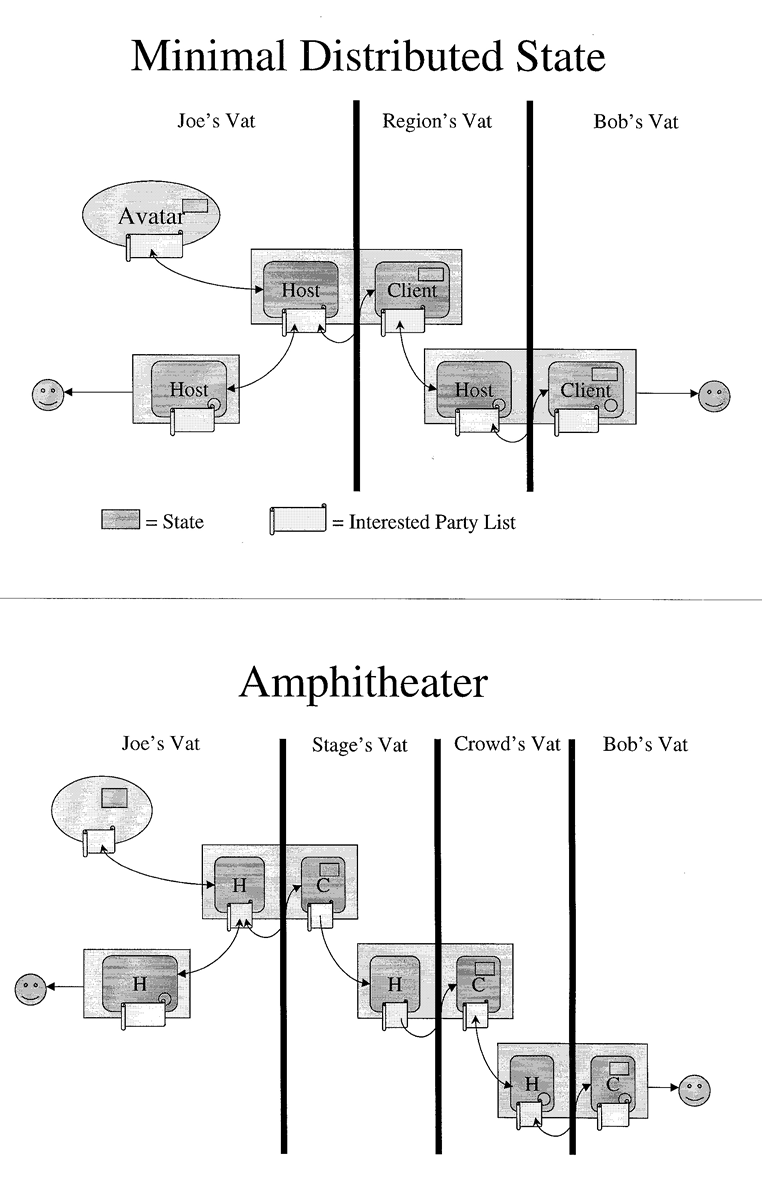 Minimal Distributed State
Joe's Vat Region's Vat Bob's Vat
Avatar
Host Client
Host Host Client
= State = Interested Party List
Amphitheater
Joe's Vat Stage's Vat Crowd's Vat Bob's Vat
H C
H H C
H C